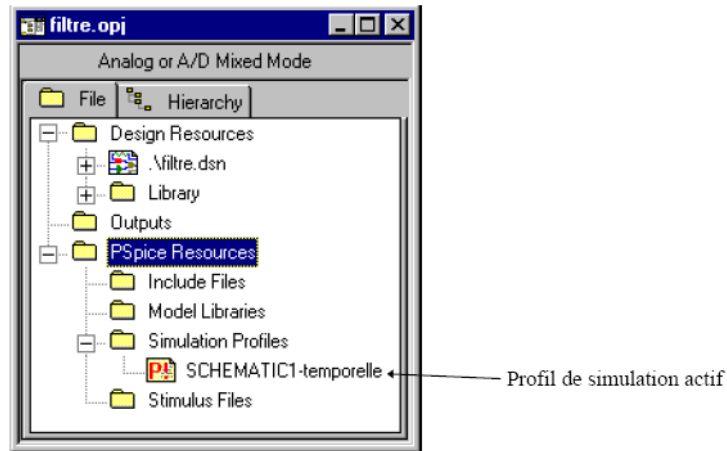 filtre.opj
Analog or A/D Mixed Mode
File Hierarchy
Design Resources
.\filtre.dsn
Library
Outputs
PSpice Resources
Include Files
Model Libraries
Simulation Profiles
SCHEMATIC1-temporelle
Profil de simulation actif
Stimulus Files